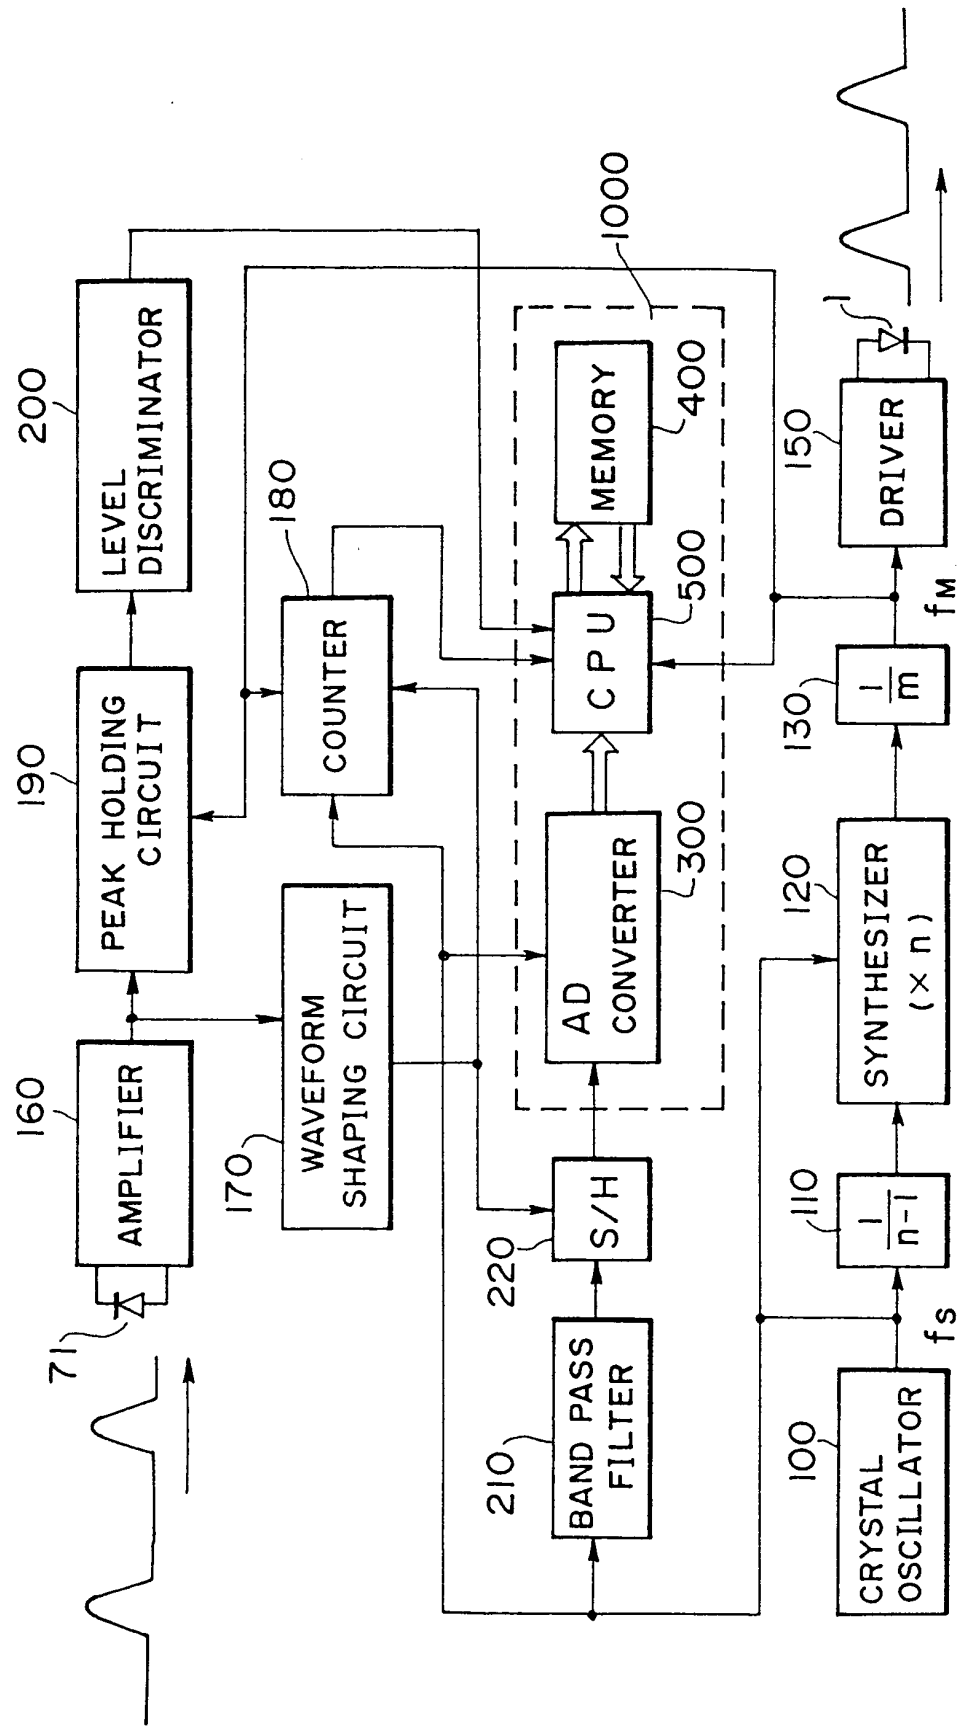 71
160
AMPLIFIER
190
PEAK HOLDING
CIRCUIT
200
LEVEL
DISCRIMINATOR
170
WAVEFORM
SHAPING CIRCUIT
180
COUNTER
210
BAND PASS
FILTER
220
S/H
AD
CONVERTER
300
CPU
500
MEMORY
400
1000
100
CRYSTAL
OSCILLATOR
fS
110
1
n-1
120
SYNTHESIZER
(× n)
130
1
m
fM
150
DRIVER
1